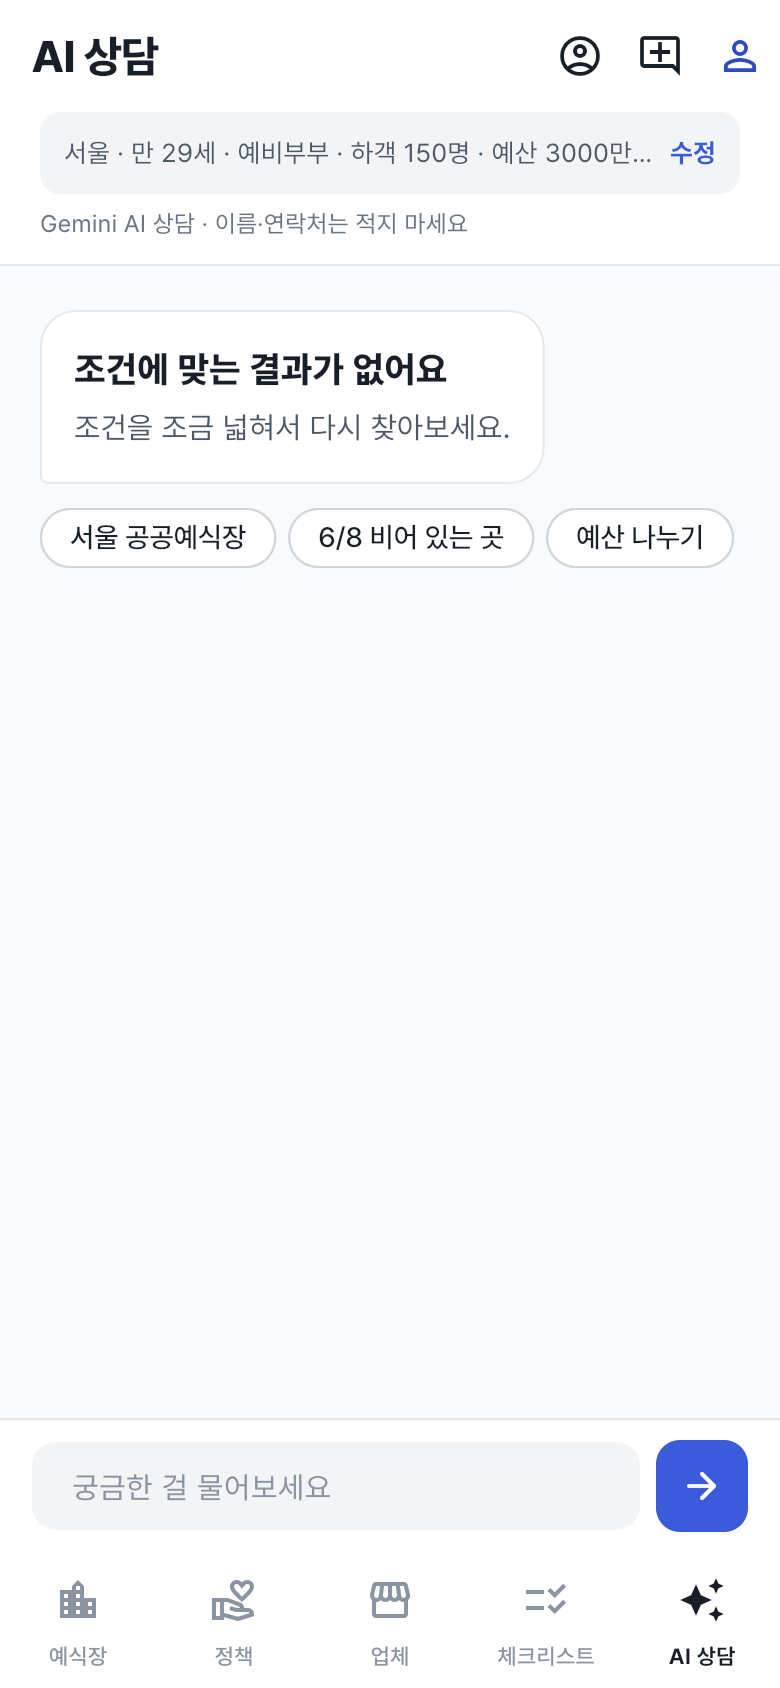 AI 상담
서울 · 만 29세 · 예비부부 · 하객 150명 · 예산 3000만... 수정
Gemini AI 상담 · 이름·연락처는 적지 마세요
조건에 맞는 결과가 없어요
조건을 조금 넓혀서 다시 찾아보세요.
서울 공공예식장 6/8 비어 있는 곳 예산 나누기
궁금한 걸 물어보세요
예식장 정책 업체 체크리스트 AI 상담